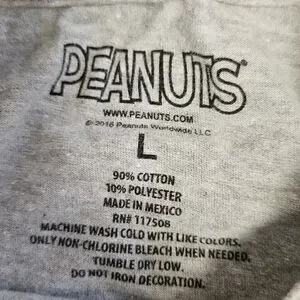 PEANUTS®
WWW.PEANUTS.COM
© 2016 Peanuts Worldwide LLC
L
90% COTTON
10% POLYESTER
MADE IN MEXICO
RN# 117508
MACHINE WASH COLD WITH LIKE COLORS.
ONLY NON-CHLORINE BLEACH WHEN NEEDED.
TUMBLE DRY LOW.
DO NOT IRON DECORATION.